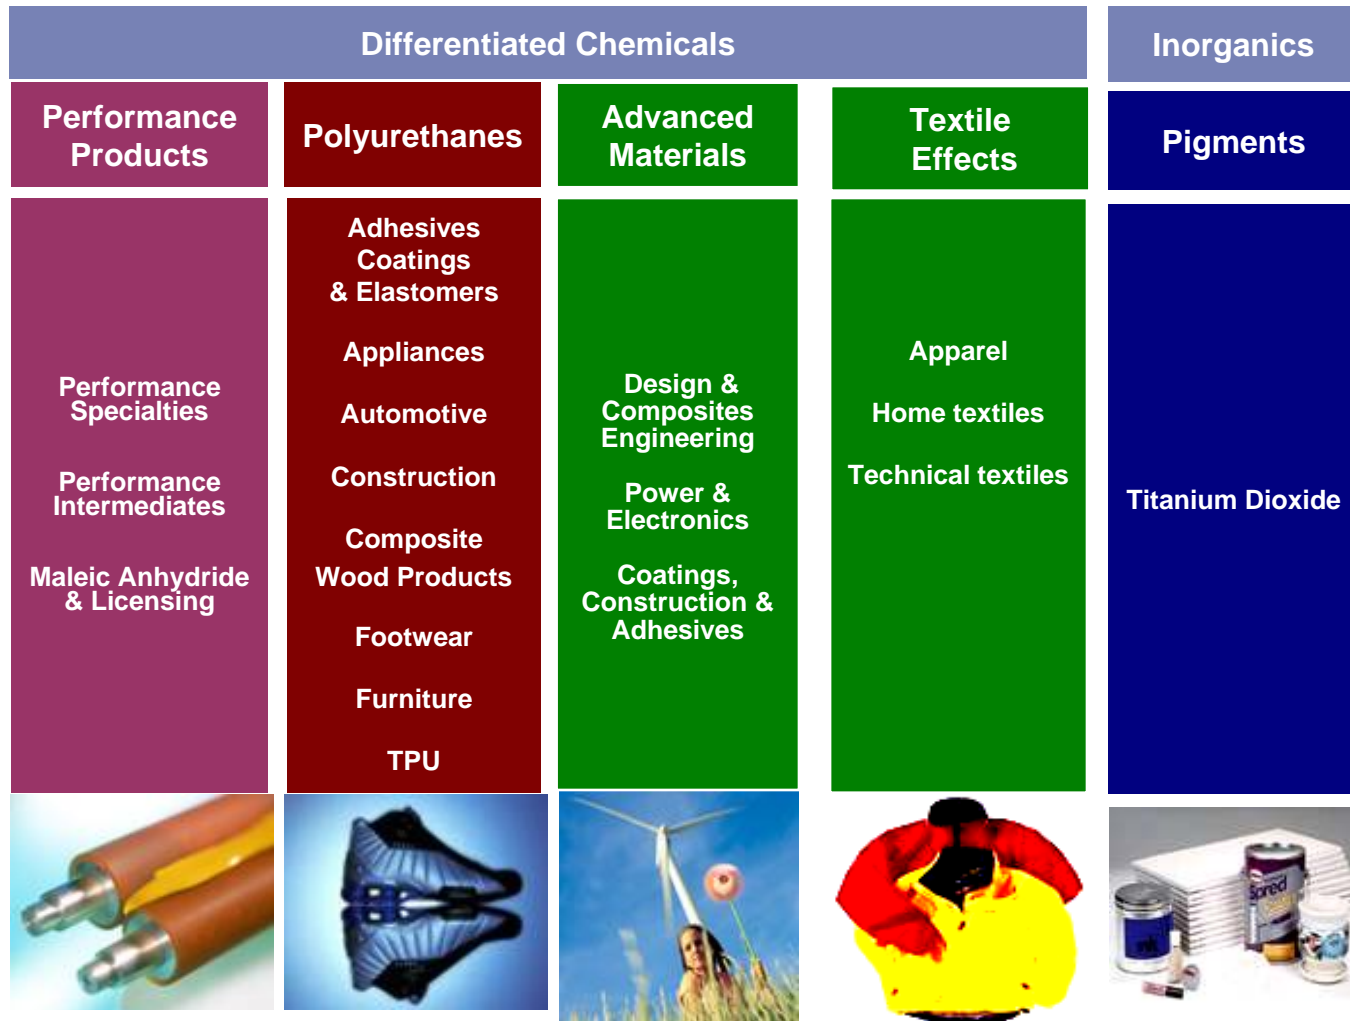 Differentiated Chemicals
Inorganics
Performance
Products
Polyurethanes
Advanced
Materials
Textile
Effects
Pigments
Performance
Specialties
Performance
Intermediates
Maleic Anhydride
& Licensing
Adhesives
Coatings
& Elastomers
Appliances
Automotive
Construction
Composite
Wood Products
Footwear
Furniture
TPU
Design &
Composites
Engineering
Power &
Electronics
Coatings,
Construction &
Adhesives
Apparel
Home textiles
Technical textiles
Titanium Dioxide
Spred
ink